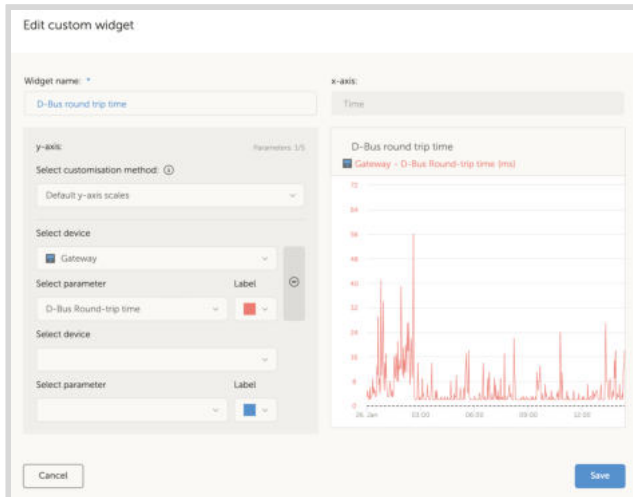 Edit custom widget
Widget name: *
D-Bus round trip time
x-axis:
Time
y-axis:
Parameters 1/5
Select customisation method:
Default y-axis scales
Select device
Gateway
Select parameter
Label
D-Bus Round-trip time
Select device
Select parameter
Label
D-Bus round trip time
Gateway - D-Bus Round-trip time (ms)
72
64
56
48
40
32
24
16
8
0
26. Jan
03:00
06:00
09:00
12:00
Cancel
Save